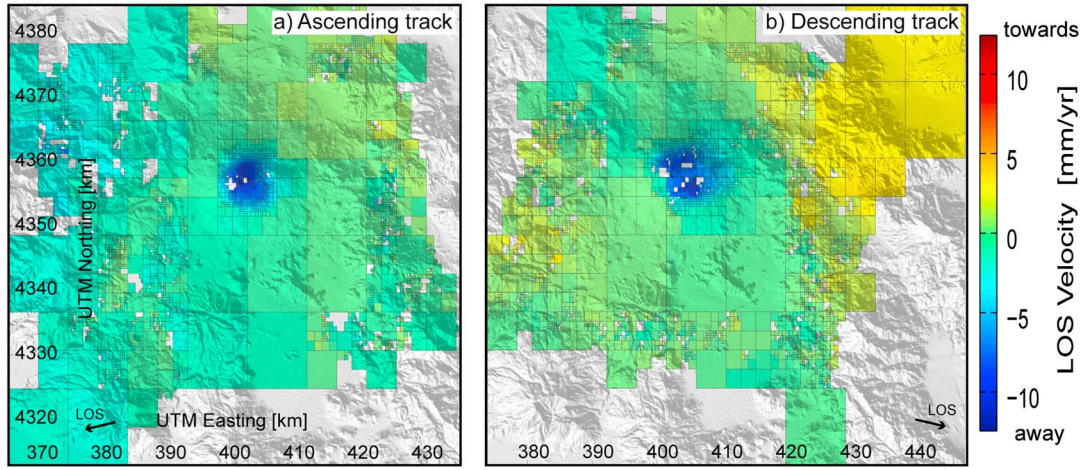 a) Ascending track
b) Descending track
towards
4380
4370
4360
4350
4340
4330
4320
UTM Northing [km]
10
5
0
−5
−10
LOS Velocity [mm/yr]
LOS
UTM Easting [km]
LOS
away
370 380 390 400 410 420 430
380 390 400 410 420 430 440